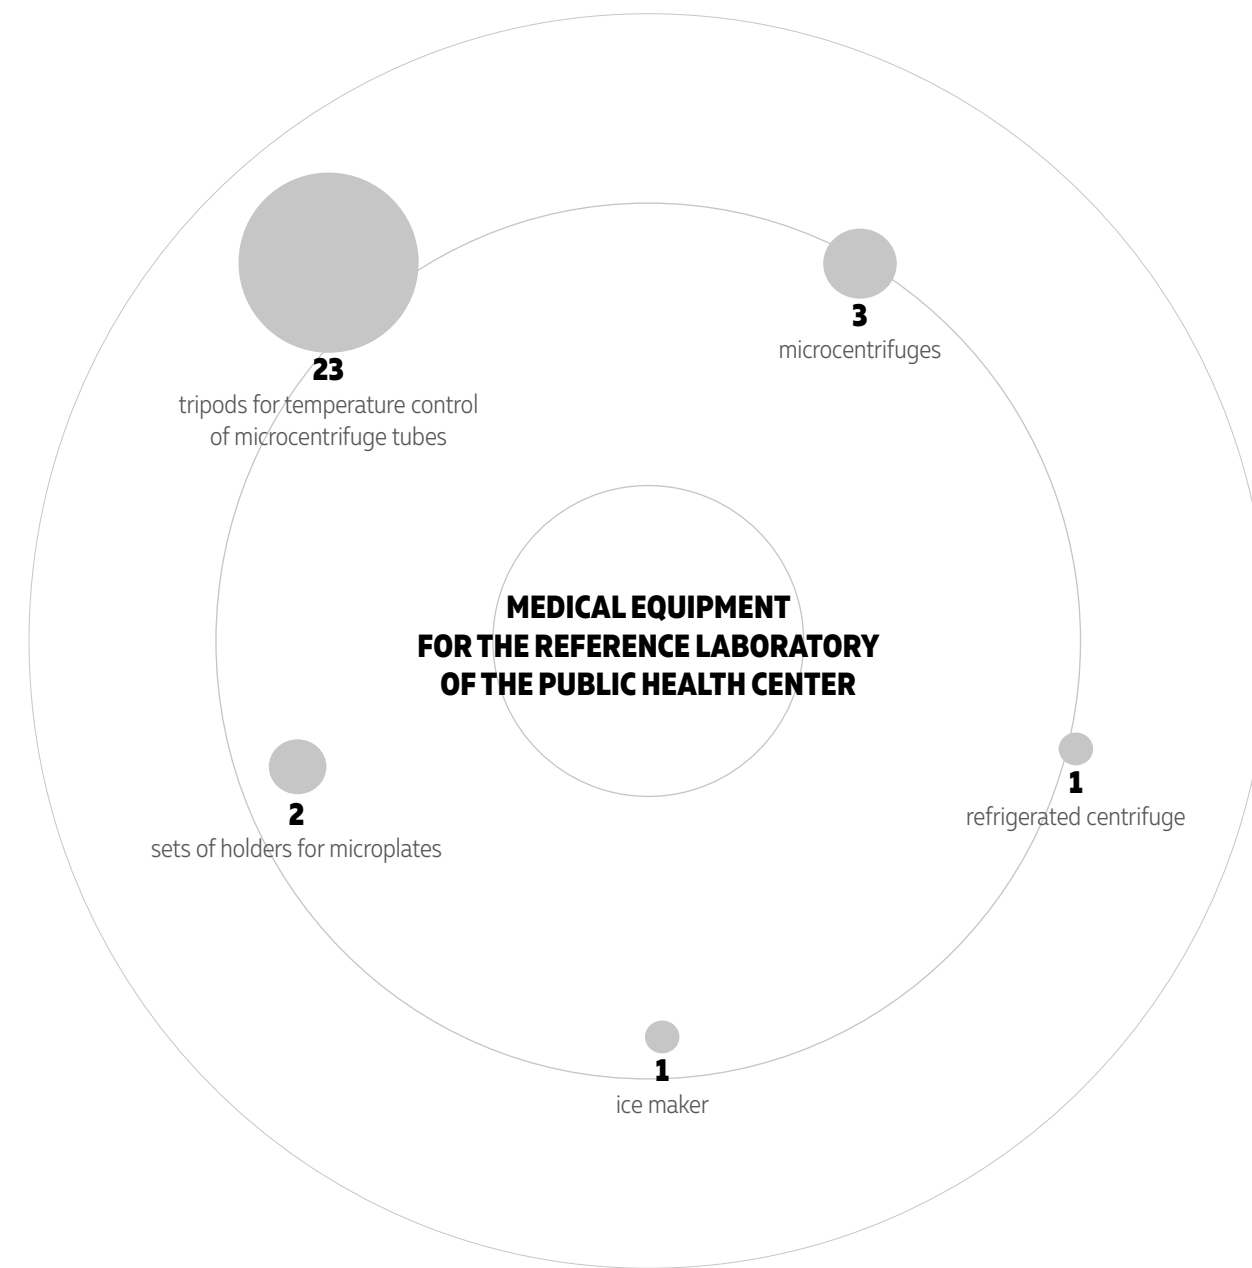 3
microcentrifuges
23
tripods for temperature control
of microcentrifuge tubes
MEDICAL EQUIPMENT
FOR THE REFERENCE LABORATORY
OF THE PUBLIC HEALTH CENTER
1
refrigerated centrifuge
2
sets of holders for microplates
1
ice maker